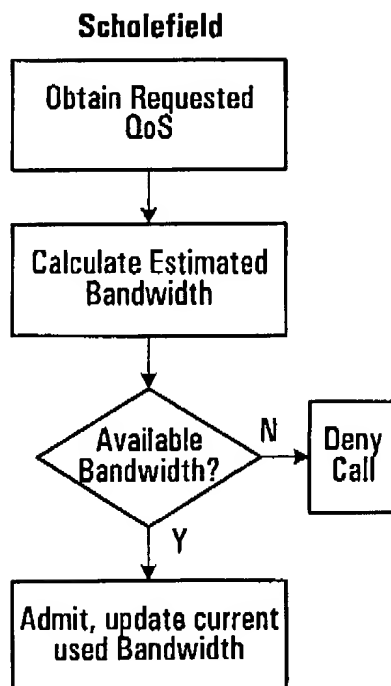 Scholefield
Obtain Requested
QoS
Calculate Estimated
Bandwidth
Available
Bandwidth?
N
Deny
Call
Y
Admit, update current
used Bandwidth